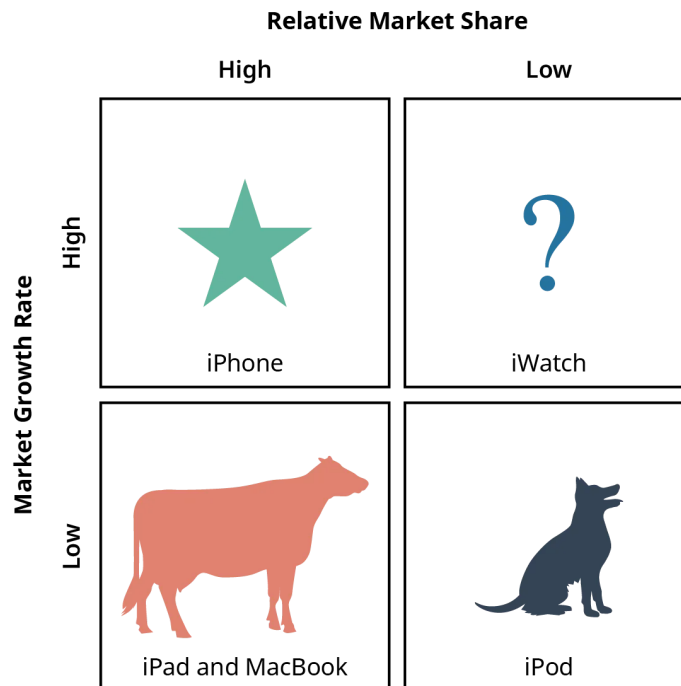 Relative Market Share
High Low
Market Growth Rate
High
?
iPhone iWatch
Low
iPad and MacBook iPod